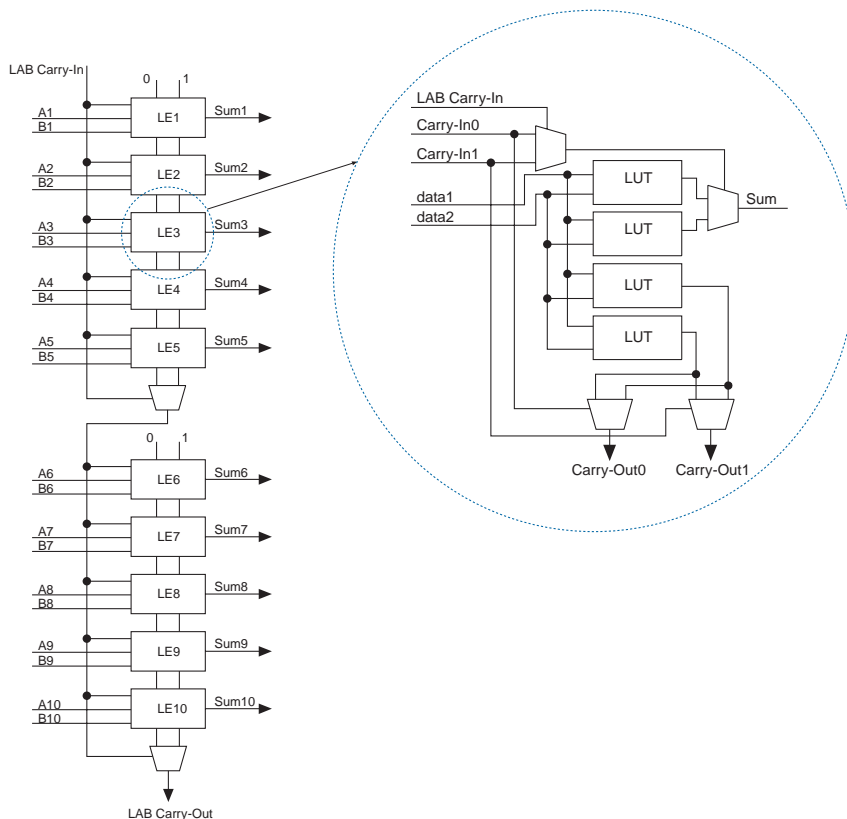 LAB Carry-In
0 1
A1
B1
LE1
Sum1
A2
B2
LE2
Sum2
A3
B3
LE3
Sum3
A4
B4
LE4
Sum4
A5
B5
LE5
Sum5
0 1
A6
B6
LE6
Sum6
A7
B7
LE7
Sum7
A8
B8
LE8
Sum8
A9
B9
LE9
Sum9
A10
B10
LE10
Sum10
LAB Carry-Out
LAB Carry-In
Carry-In0
Carry-In1
data1
data2
LUT
LUT
LUT
LUT
Sum
Carry-Out0
Carry-Out1